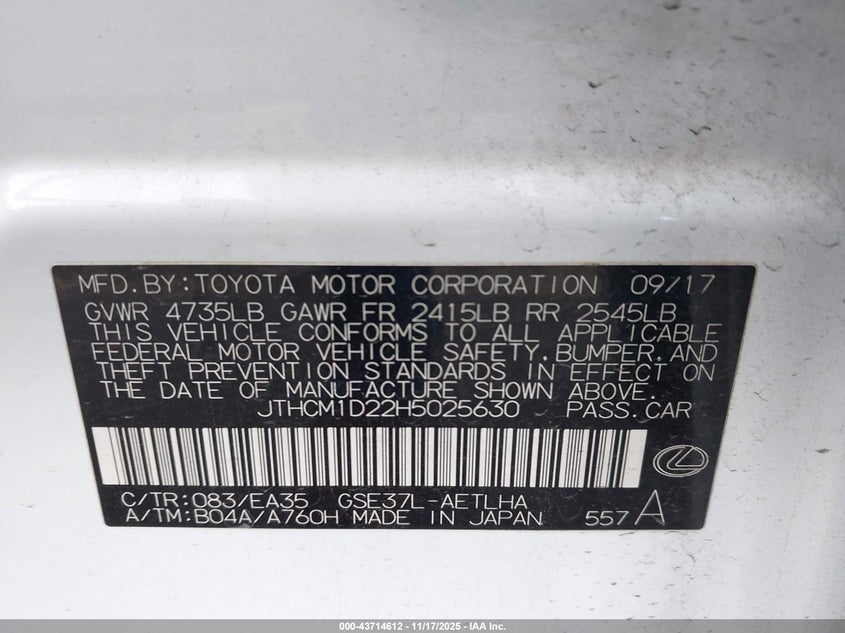 MFD.BY:TOYOTA MOTOR CORPORATION 09/17
GVWR 4735LB GAWR FR 2415LB RR 2545LB
THIS VEHICLE CONFORMS TO ALL APPLICABLE
FEDERAL MOTOR VEHICLE SAFETY.BUMPER.AND
THEFT PREVENTION STANDARDS IN EFFECT ON
THE DATE OF MANUFACTURE SHOWN ABOVE.
JTHCM1D22H5025630 PASS.CAR
C/TR:083/EA35 GSE37L-AETLHA
A/TM:B04A/A760H MADE IN JAPAN 557A
000-43714612 - 11/17/2025 - IAA Inc.